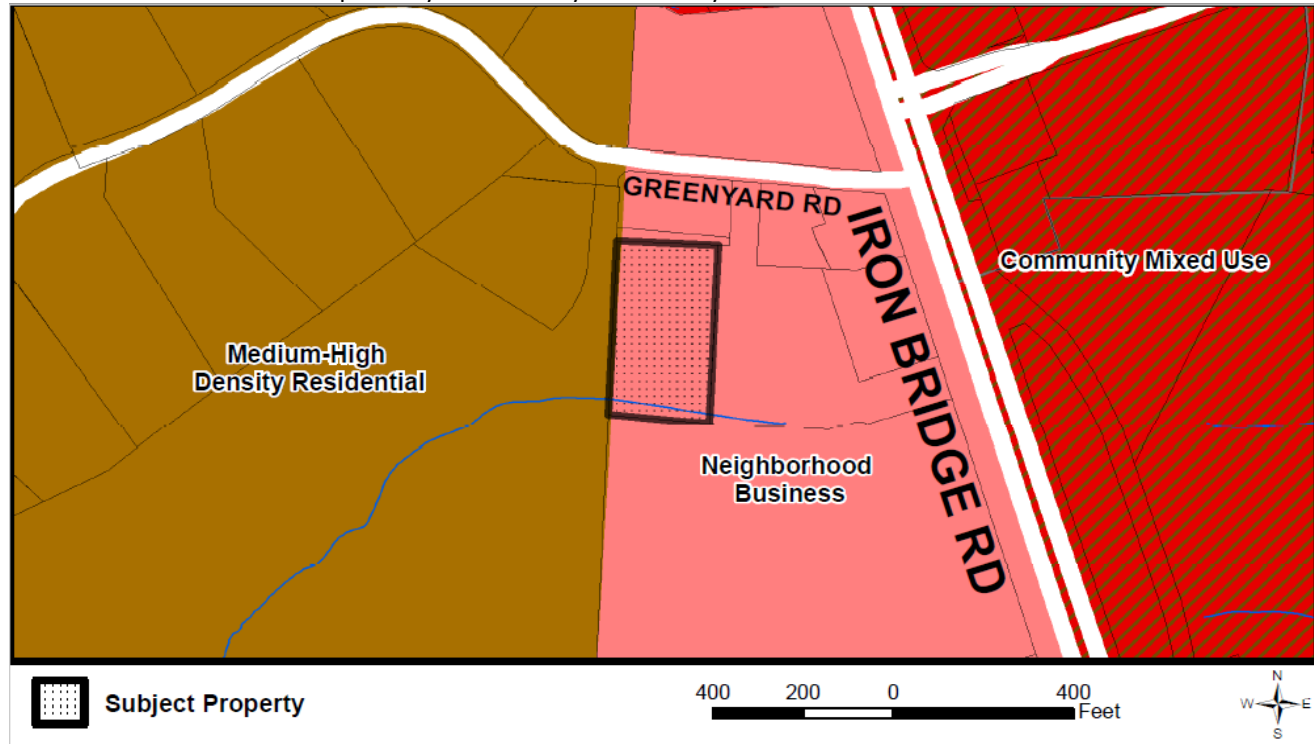 GREENYARD RD
IRON BRIDGE RD
Community Mixed Use
Medium-High
Density Residential
Neighborhood
Business
Subject Property
400 200 0 400
Feet
N
W E
S